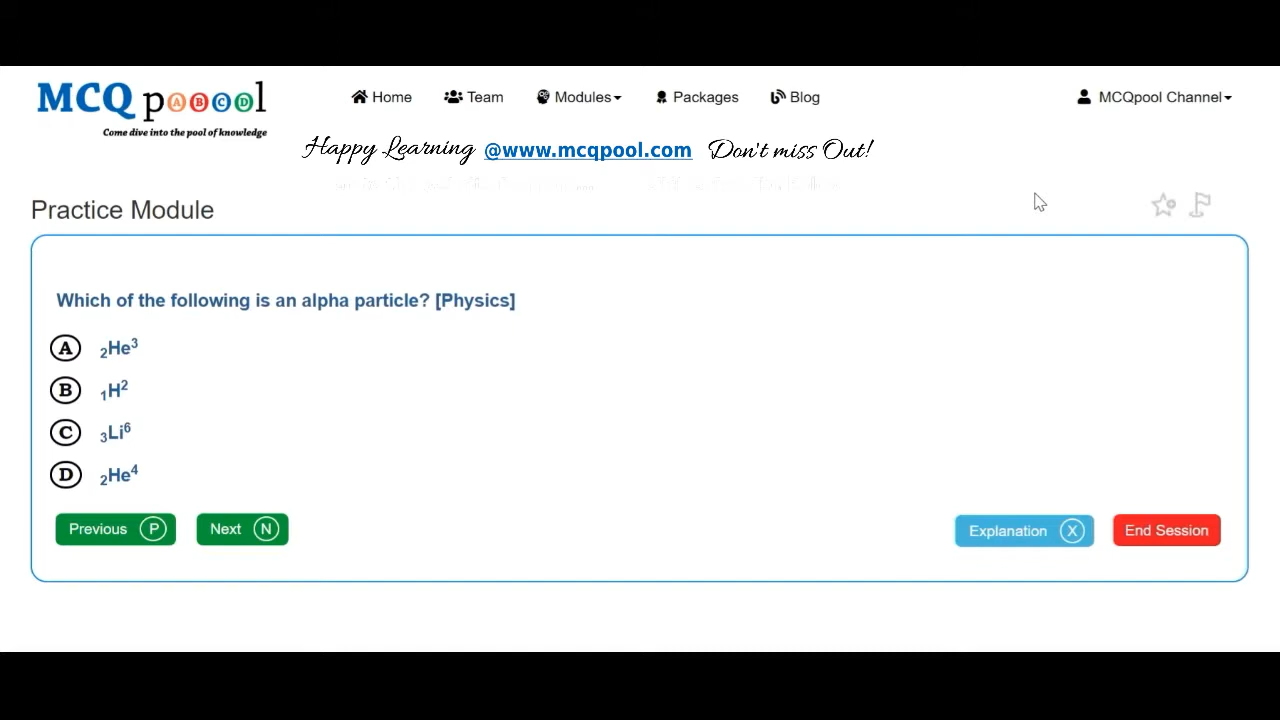 MCQ pooool
Come dive into the pool of knowledge
Home Team Modules Packages Blog MCQpool Channel
Happy Learning @www.mcqpool.com Don't miss Out!
Practice Module
Which of the following is an alpha particle? [Physics]
A ₂He³
B ₁H²
C ₃Li⁶
D ₂He⁴
Previous P Next N Explanation X End Session